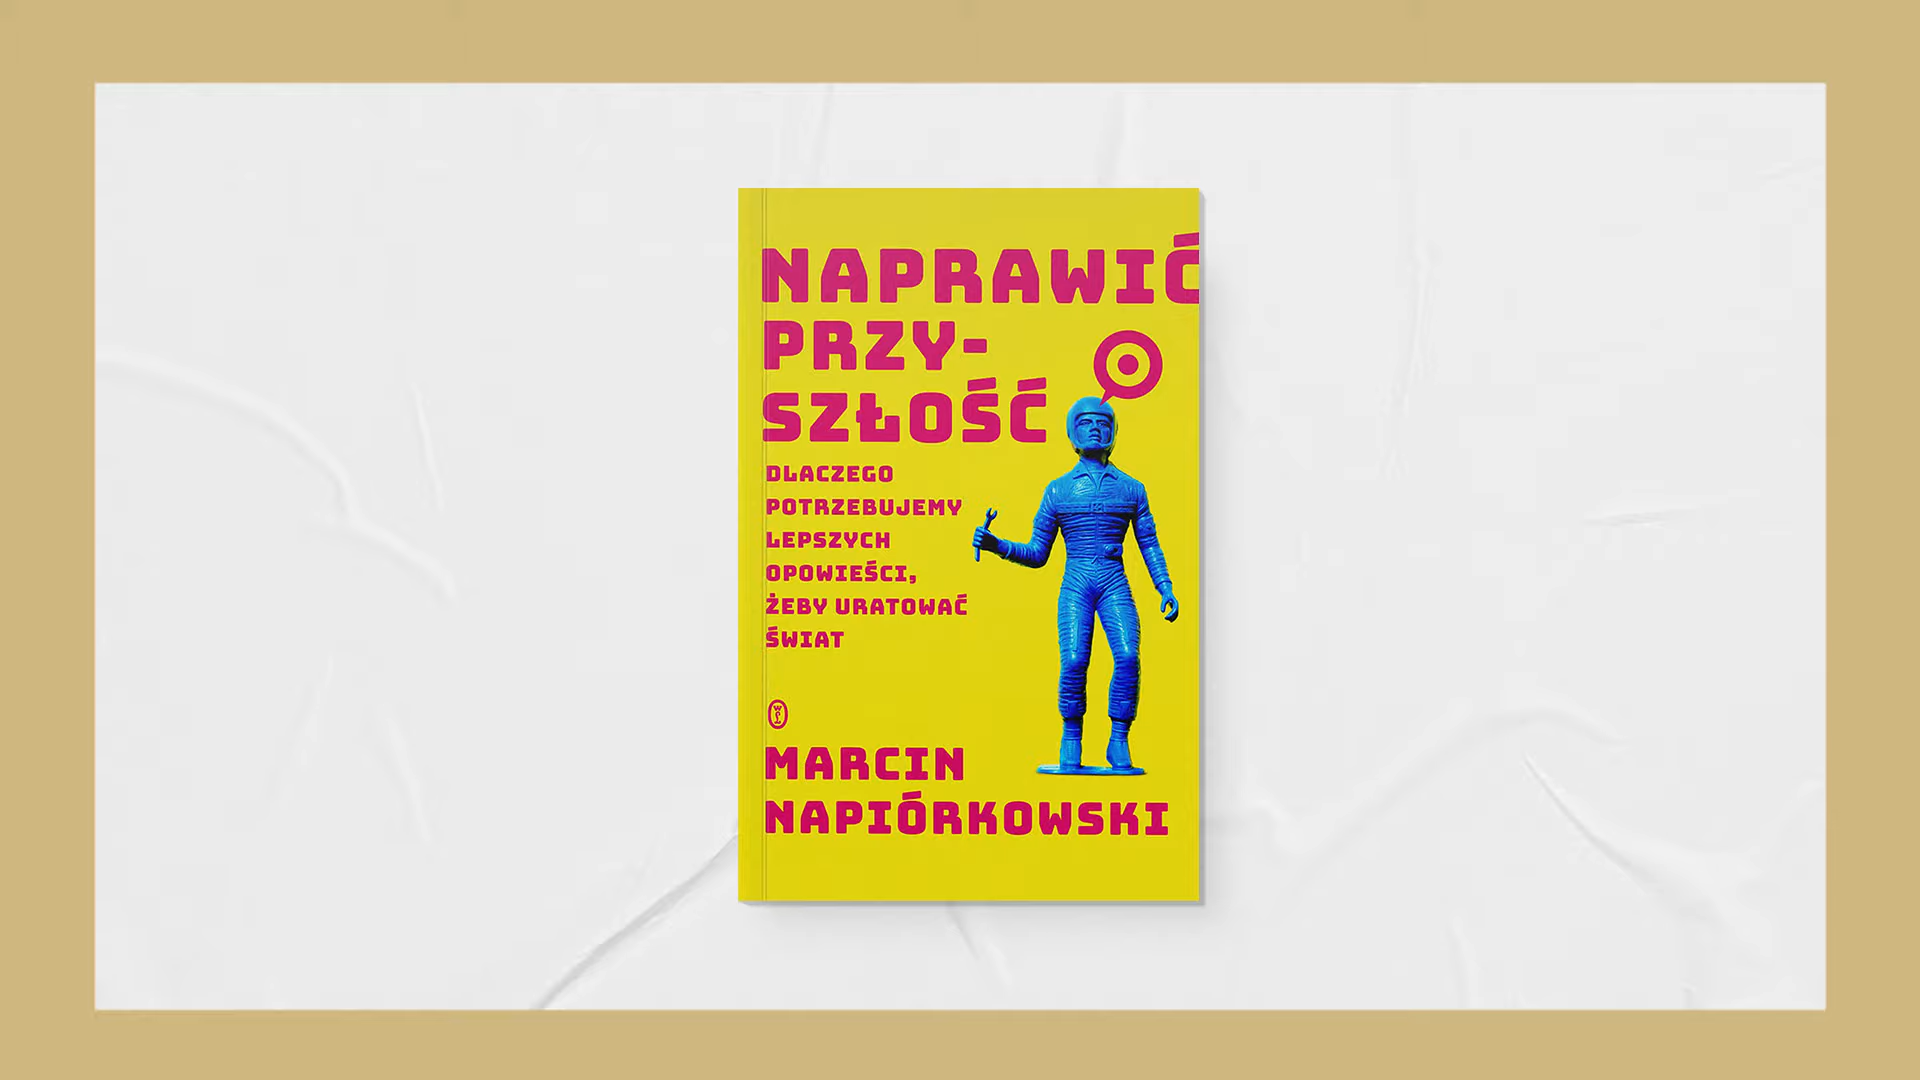 NAPRAWIĆ
PRZY-
SZŁOŚĆ
DLACZEGO
POTRZEBUJEMY
LEPSZYCH
OPOWIEŚCI,
ŻEBY URATOWAĆ
ŚWIAT
MARCIN
NAPIÓRKOWSKI